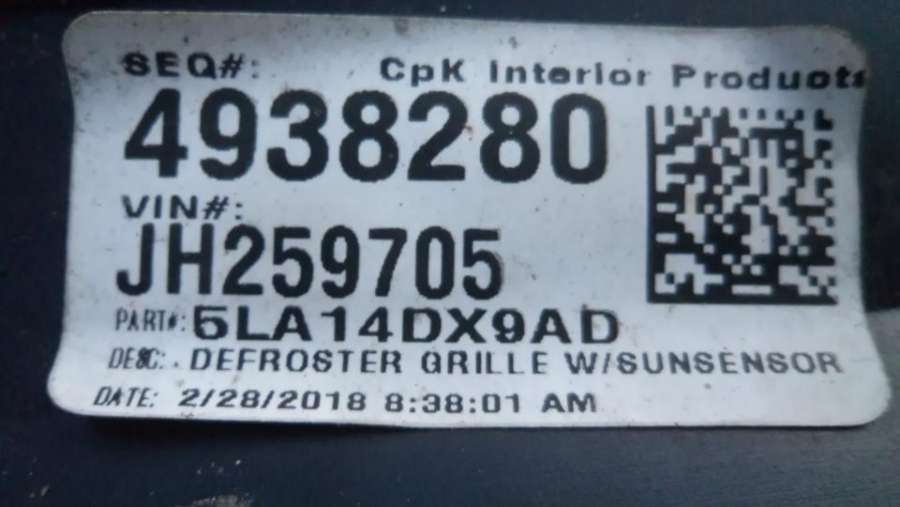 SEQ#: CpK Interior Products
4938280
VIN#:
JH259705
PART#: 5LA14DX9AD
DESC: DEFROSTER GRILLE W/SUNSENSOR
DATE: 2/28/2018 8:38:01 AM